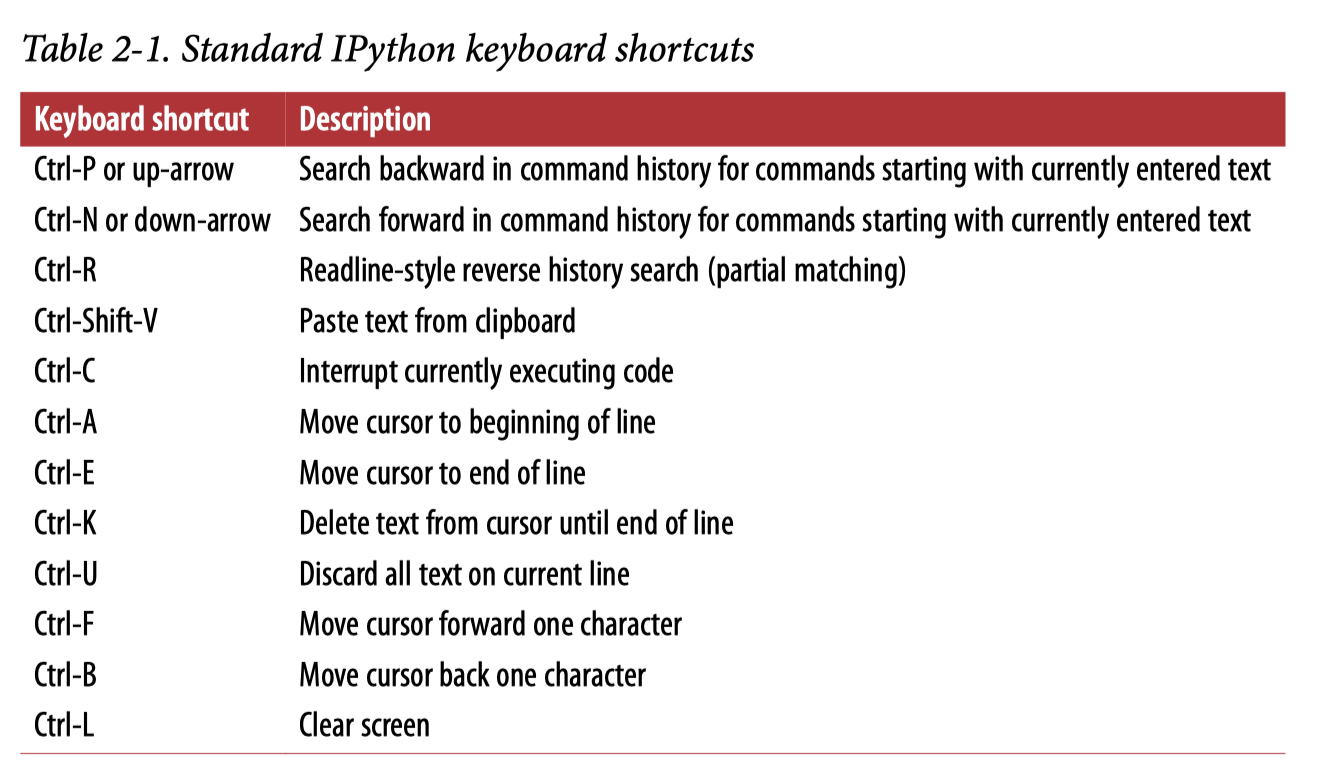 Table 2-1. Standard IPython keyboard shortcuts
Keyboard shortcut Description
Ctrl-P or up-arrow Search backward in command history for commands starting with currently entered text
Ctrl-N or down-arrow Search forward in command history for commands starting with currently entered text
Ctrl-R Readline-style reverse history search (partial matching)
Ctrl-Shift-V Paste text from clipboard
Ctrl-C Interrupt currently executing code
Ctrl-A Move cursor to beginning of line
Ctrl-E Move cursor to end of line
Ctrl-K Delete text from cursor until end of line
Ctrl-U Discard all text on current line
Ctrl-F Move cursor forward one character
Ctrl-B Move cursor back one character
Ctrl-L Clear screen